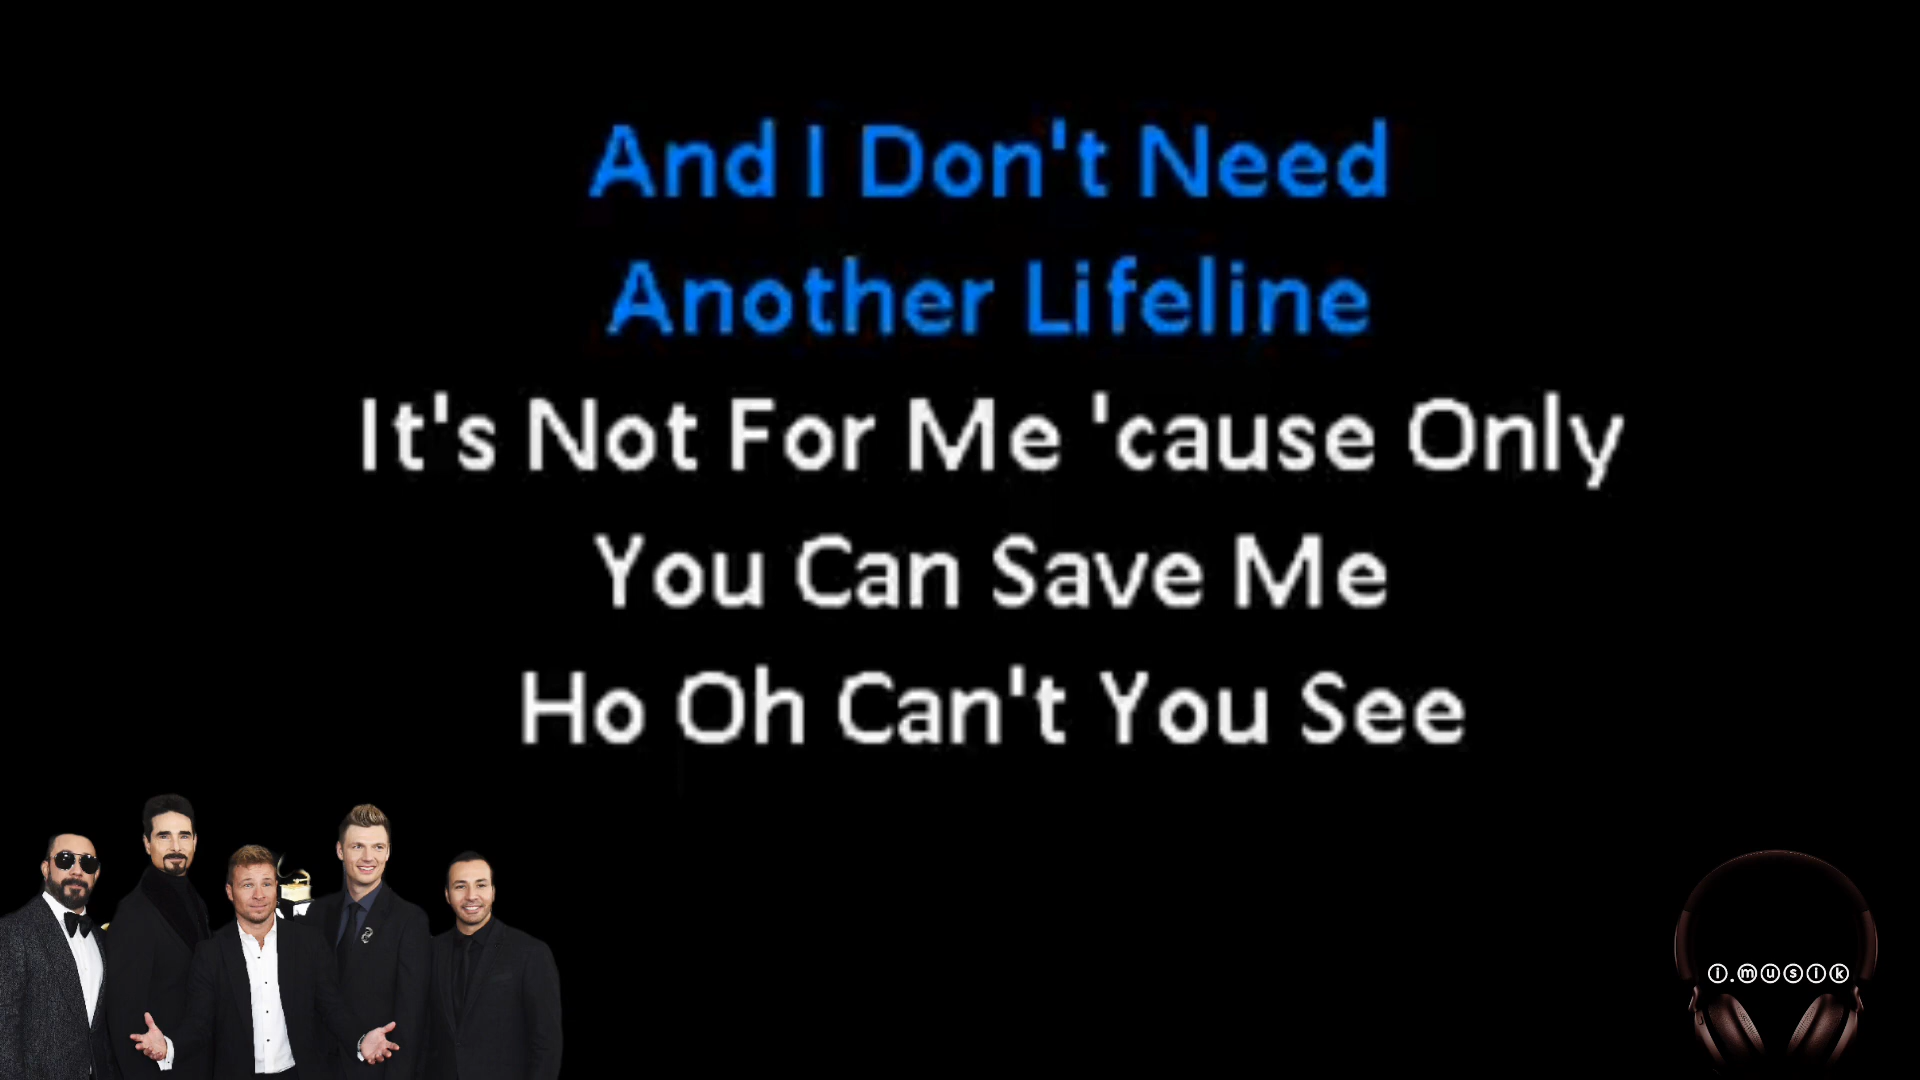 And I Don't Need
Another Lifeline
It's Not For Me 'cause Only
You Can Save Me
Ho Oh Can't You See
i.musik